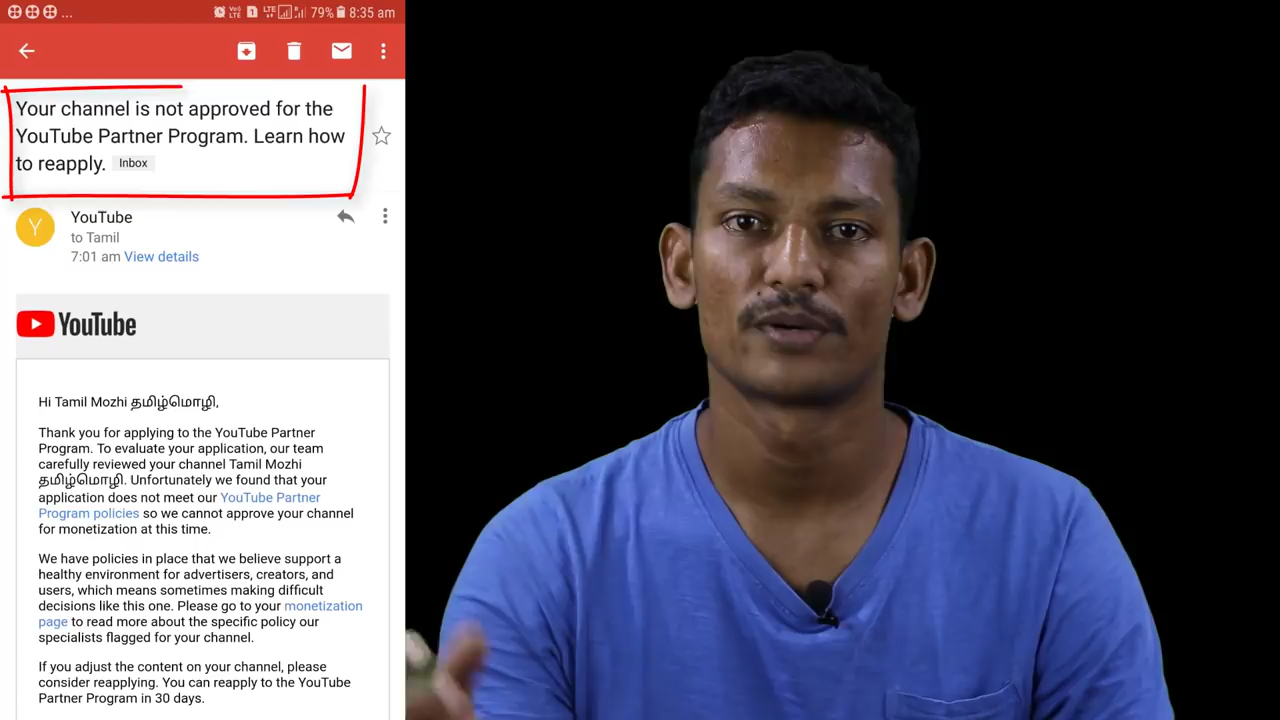 ... VoI) LTE 1 LTE 79% 8:35 am
Your channel is not approved for the
YouTube Partner Program. Learn how
to reapply. Inbox
Y
YouTube
to Tamil
7:01 am View details
YouTube
Hi Tamil Mozhi தமிழ்மொழி,
Thank you for applying to the YouTube Partner
Program. To evaluate your application, our team
carefully reviewed your channel Tamil Mozhi
தமிழ்மொழி. Unfortunately we found that your
application does not meet our YouTube Partner
Program policies so we cannot approve your channel
for monetization at this time.
We have policies in place that we believe support a
healthy environment for advertisers, creators, and
users, which means sometimes making difficult
decisions like this one. Please go to your monetization
page to read more about the specific policy our
specialists flagged for your channel.
If you adjust the content on your channel, please
consider reapplying. You can reapply to the YouTube
Partner Program in 30 days.